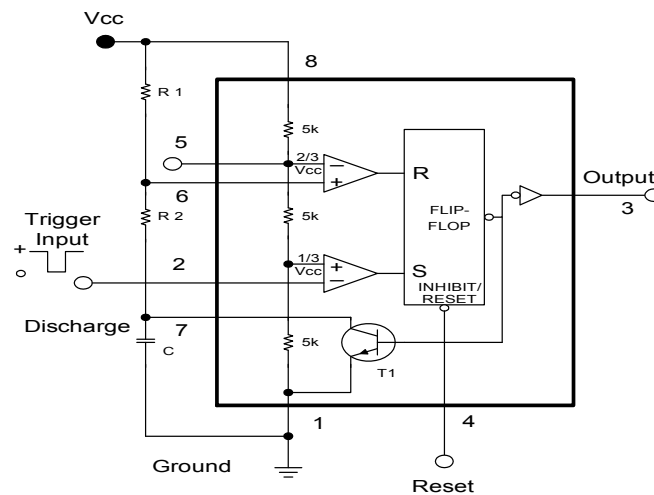 Vcc
8
R 1
5k
5
2/3
Vcc
R
Output
6
3
R 2
5k
FLIP-
FLOP
Trigger
Input
+
2
1/3
Vcc
S
INHIBIT/
RESET
Discharge
7
C
5k
T1
1
4
Ground
Reset